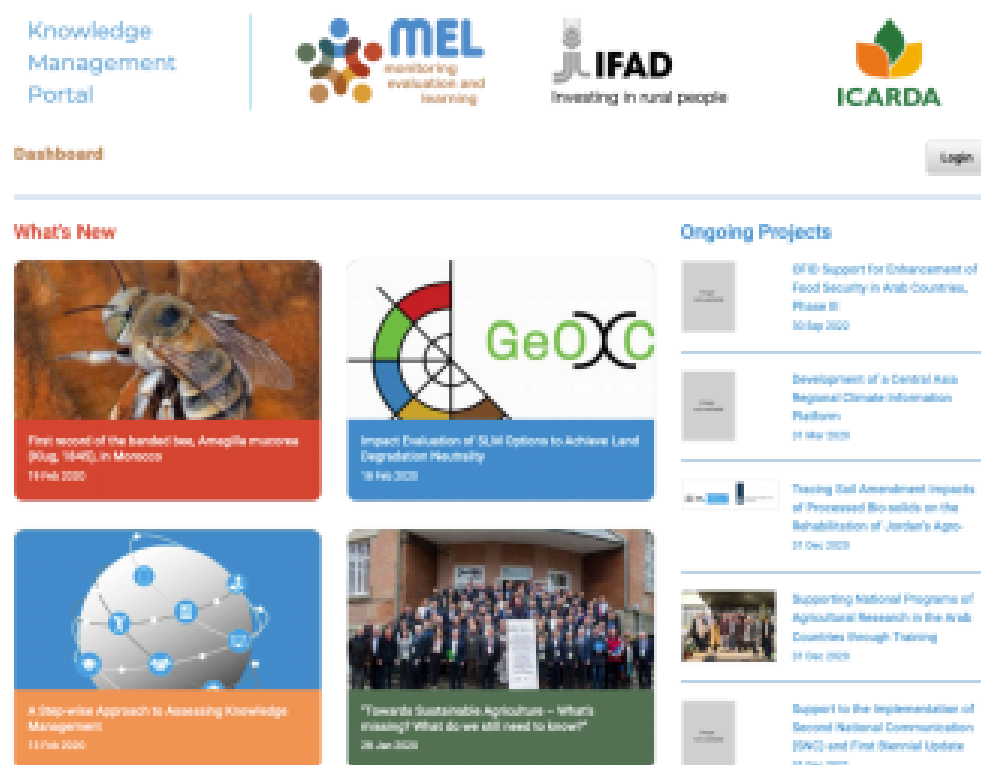 Knowledge
Management
Portal
MEL
monitoring
evaluation and
learning
IFAD
Investing in rural people
ICARDA
Dashboard
Login
What's New
First record of the banded bee, Amegilla mucorea
(Klug, 1845), in Morocco
19 Feb 2020
GeOC
Impact Evaluation of SLM Options to Achieve Land
Degradation Neutrality
18 Feb 2020
A Step-wise Approach to Assessing Knowledge
Management
13 Feb 2020
"Towards Sustainable Agriculture – What's
missing? What do we still need to know?"
28 Jan 2020
Ongoing Projects
OFID Support for Enhancement of
Food Security in Arab Countries,
Phase III
30 Sep 2022
Development of a Central Asia
Regional Climate Information
Platform
31 Mar 2020
Tracing Soil Amendment Impacts
of Processed Bio-solids on the
Rehabilitation of Jordan's Agro-
31 Dec 2020
Supporting National Programs of
Agricultural Research in the Arab
Countries through Training
31 Dec 2020
Support to the Implementation of
Second National Communication
(SNC) and First Biennial Update